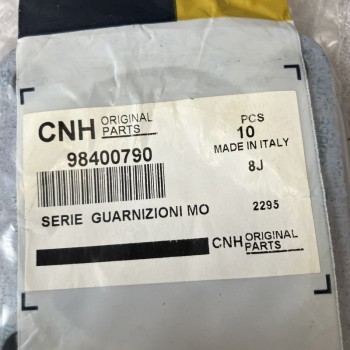 CNH ORIGINAL PARTS
PCS
10
98400790
MADE IN ITALY
8J
SERIE GUARNIZIONI MO
2295
CNH ORIGINAL PARTS